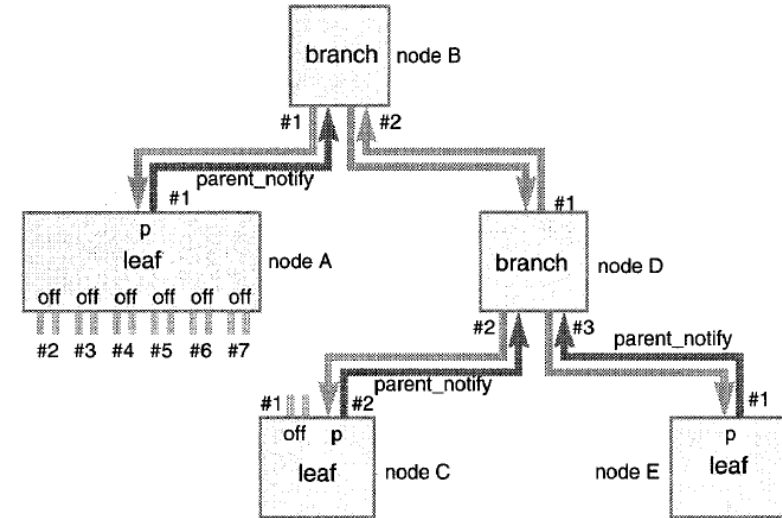 branch node B
#1 #2
parent_notify
#1 #1
p
leaf node A
branch node D
off off off off off off
#2 #3 #4 #5 #6 #7
#2 #3
parent_notify
parent_notify
#1 #2 #1
off p p
leaf node C node E leaf